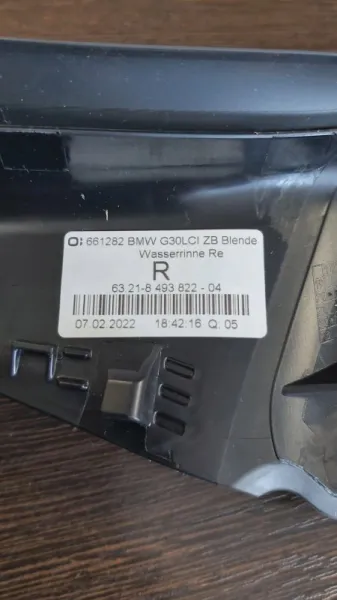 O: 661282 BMW G30LCI ZB Blende
Wasserrinne Re
R
63.21-8 493 822 - 04
07.02.2022 18:42:16 Q: 05